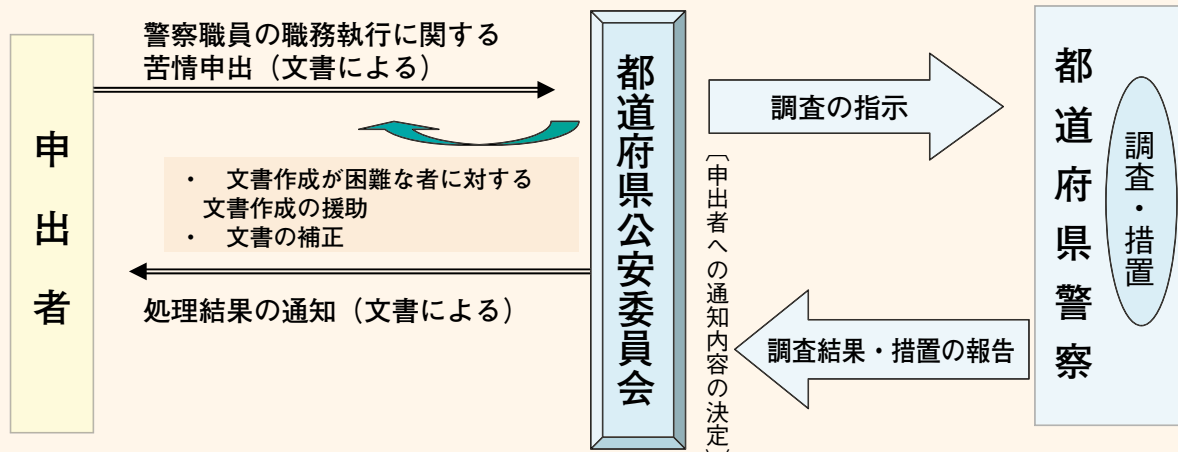 警察職員の職務執行に関する
苦情申出（文書による）
申出者
・　文書作成が困難な者に対する
文書作成の援助
・　文書の補正
処理結果の通知（文書による）
都道府県公安委員会
調査の指示
〔申出者への通知内容の決定〕
調査結果・措置の報告
都道府県警察
調査・措置